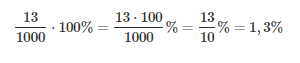 13/1000 · 100% = 13 · 100/1000 % = 13/10 % = 1,3%